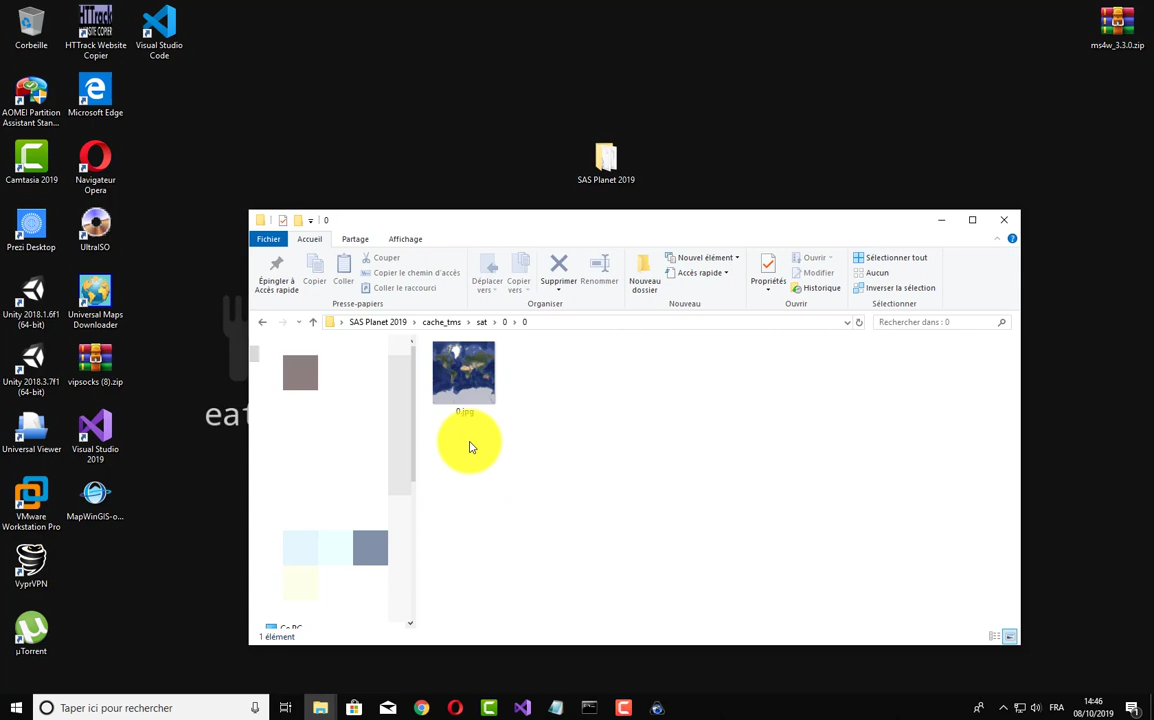 Corbeille
HTTrack Website
Copier
Visual Studio
Code
ms4w_3.3.0.zip
AOMEI Partition
Assistant Stan...
Microsoft Edge
Camtasia 2019
Navigateur
Opera
SAS Planet 2019
Prezi Desktop
UltraISO
Unity 2018.1.6f1
(64-bit)
Universal Maps
Downloader
Unity 2018.3.7f1
(64-bit)
vipsocks (8).zip
eat
Universal Viewer
Visual Studio
2019
VMware
Workstation Pro
MapWinGIS-o...
VyprVPN
µTorrent
0
Fichier
Accueil
Partage
Affichage
Épingler à
Accès rapide
Copier
Coller
Couper
Copier le chemin d'accès
Coller le raccourci
Presse-papiers
Déplacer
vers
Copier
vers
Supprimer
Renommer
Organiser
Nouveau
dossier
Nouvel élément
Accès rapide
Nouveau
Propriétés
Ouvrir
Modifier
Historique
Ouvrir
Sélectionner tout
Aucun
Inverser la sélection
Sélectionner
SAS Planet 2019 > cache_tms > sat > 0 > 0
Rechercher dans : 0
0.jpg
Ce PC
1 élément
Taper ici pour rechercher
FRA
14:46
08/10/2019